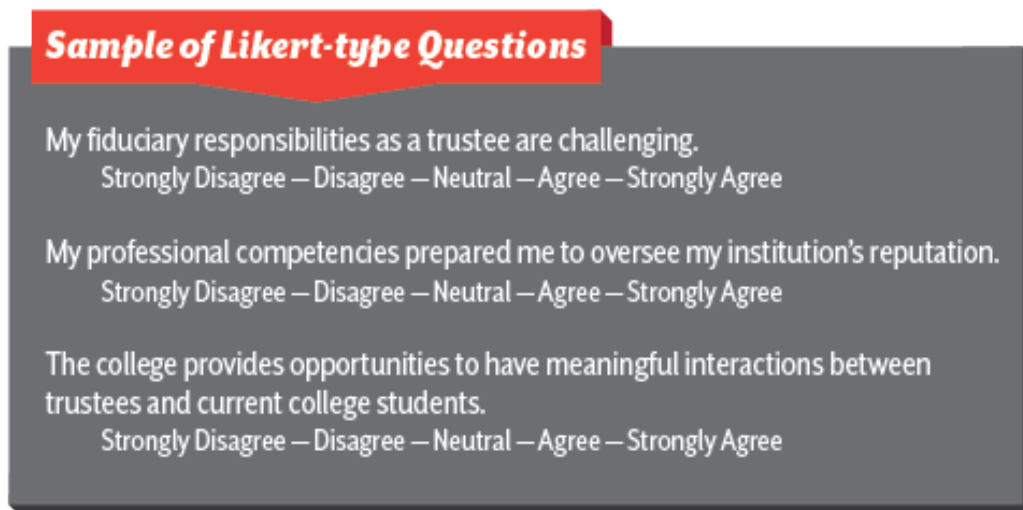 Sample of Likert-type Questions
My fiduciary responsibilities as a trustee are challenging.
Strongly Disagree — Disagree — Neutral — Agree — Strongly Agree
My professional competencies prepared me to oversee my institution’s reputation.
Strongly Disagree — Disagree — Neutral — Agree — Strongly Agree
The college provides opportunities to have meaningful interactions between
trustees and current college students.
Strongly Disagree — Disagree — Neutral — Agree — Strongly Agree